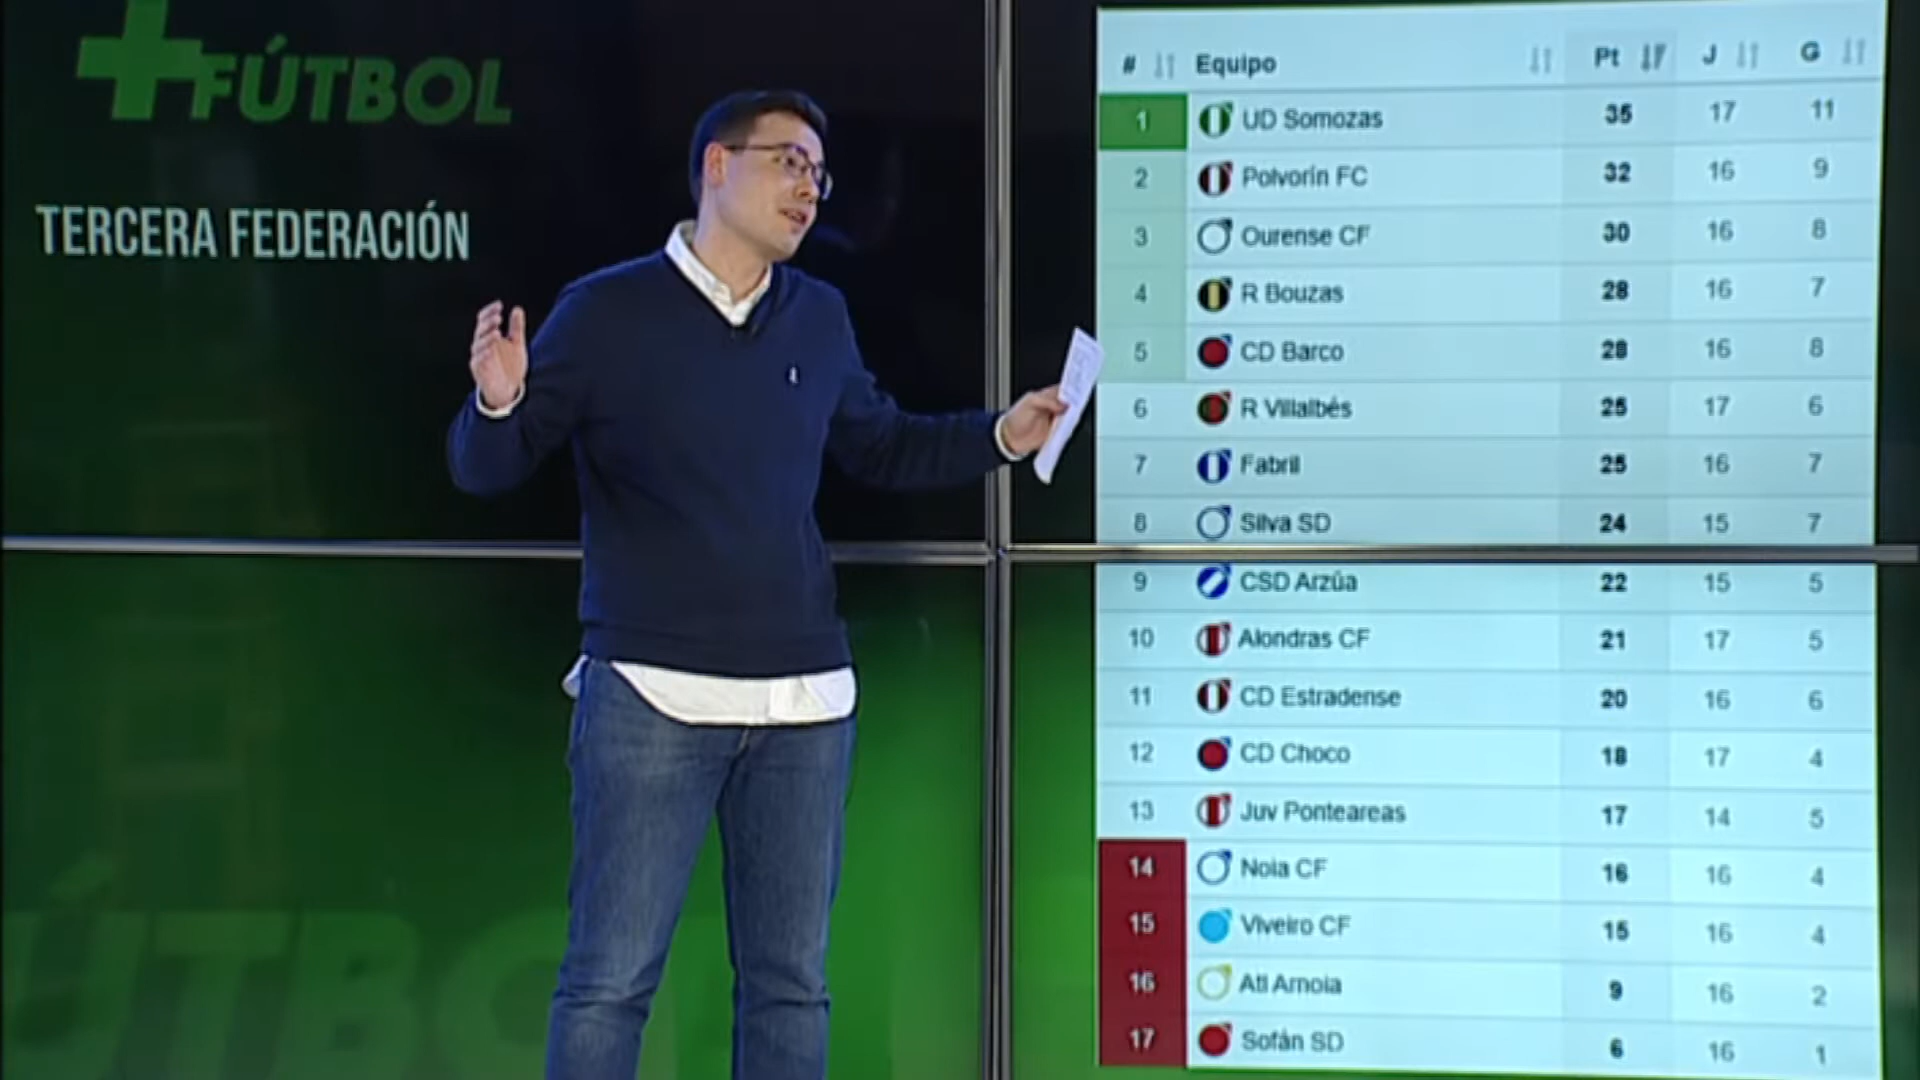 +FÚTBOL
TERCERA FEDERACIÓN
# Equipo Pt J G
1 UD Somozas 35 17 11
2 Polvorín FC 32 16 9
3 Ourense CF 30 16 8
4 R Bouzas 28 16 7
5 CD Barco 28 16 8
6 R Villalbés 25 17 6
7 Fabril 25 16 7
8 Silva SD 24 15 7
9 CSD Arzúa 22 15 5
10 Alondras CF 21 17 5
11 CD Estradense 20 16 6
12 CD Choco 18 17 4
13 Juv Ponteareas 17 14 5
14 Noia CF 16 16 4
15 Viveiro CF 15 16 4
16 Atl Arnoia 9 16 2
17 Sofán SD 6 16 1
ÚTBO